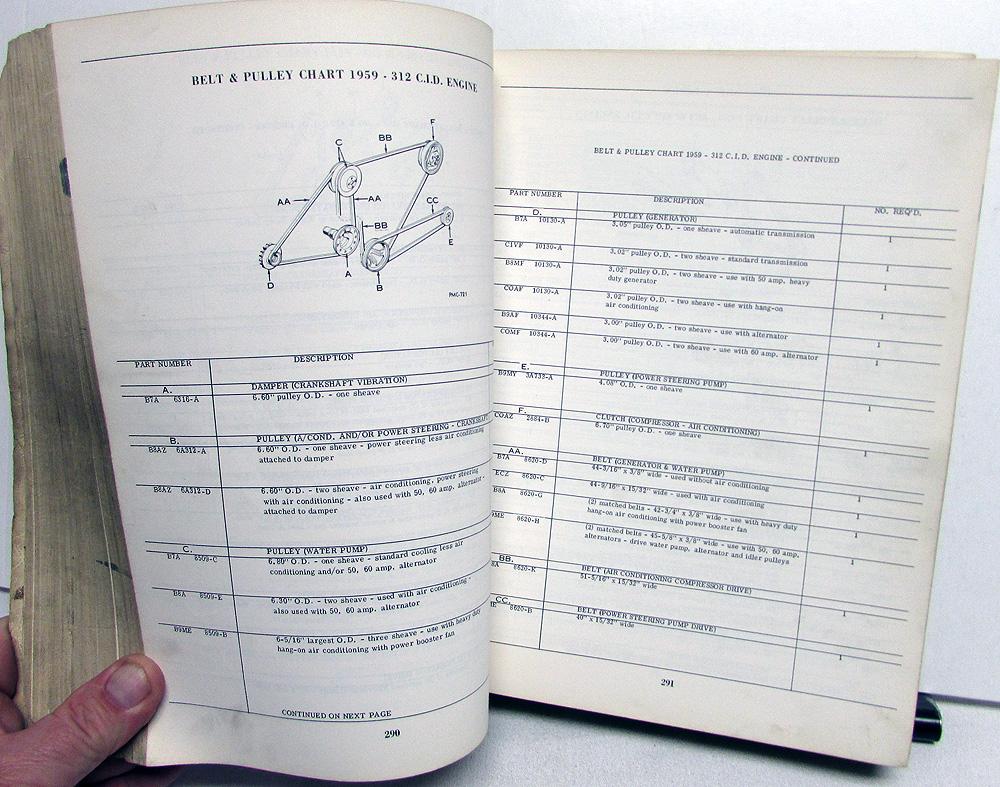 BELT & PULLEY CHART 1959 - 312 C.I.D. ENGINE
F
BB
C
AA
AA
CC
BB
E
A
D
B
PMC-721
PART NUMBER DESCRIPTION
A. DAMPER (CRANKSHAFT VIBRATION)
B7A 6316-A 6.60" pulley O.D. - one sheave
B. PULLEY (A/COND. AND/OR POWER STEERING - CRANKSHAFT
B8AZ 6A312-A 6.60" O.D. - one sheave - power steering less air conditioning
attached to damper
B8AZ 6A312-D 6.60" O.D. - two sheave - air conditioning, power steering
with air conditioning - also used with 50, 60 amp. alternator -
attached to damper
C. PULLEY (WATER PUMP)
B7A 8509-C 6.80" O.D. - one sheave - standard cooling less air
conditioning and/or 50, 60 amp. alternator
B8A 8509-E 6.30" O.D. - two sheave - used with air conditioning -
also used with 50, 60 amp. alternator
B9ME 8509-B 6-5/16" largest O.D. - three sheave - use with heavy duty
hang-on air conditioning with power booster fan
CONTINUED ON NEXT PAGE
290
BELT & PULLEY CHART 1959 - 312 C.I.D. ENGINE - CONTINUED
PART NUMBER DESCRIPTION NO. REQ'D.
D. PULLEY (GENERATOR)
B7A 10130-A 3.05" pulley O.D. - one sheave - automatic transmission 1
C1VF 10130-A 3.02" pulley O.D. - two sheave - standard transmission 1
B8MF 10130-A 3.02" pulley O.D. - two sheave - use with 50 amp. heavy
duty generator 1
COAF 10130-A 3.02" pulley O.D. - two sheave - use with hang-on
air conditioning 1
B9AF 10344-A 3.00" pulley O.D. - two sheave - use with alternator 1
COMF 10344-A 3.00" pulley O.D. - two sheave - use with 60 amp. alternator 1
E. PULLEY (POWER STEERING PUMP)
B9MY 3A733-A 4.08" O.D. - one sheave 1
F. CLUTCH (COMPRESSOR - AIR CONDITIONING)
COAZ 2884-B 6.70" pulley O.D. - one sheave 1
AA. BELT (GENERATOR & WATER PUMP)
B7A 8620-D 44-3/16" x 3/8" wide - used without air conditioning 1
ECZ 8620-C 44-9/16" x 15/32" wide - used with air conditioning 1
B8A 8620-G (2) matched belts - 42-3/4" x 3/8" wide - use with heavy duty
hang-on air conditioning with power booster fan 1
9ME 8620-H (2) matched belts - 45-5/8" x 3/8" wide - use with 50, 60 amp.
alternators - drive water pump, alternator and idler pulleys 1
BB. BELT (AIR CONDITIONING COMPRESSOR DRIVE)
8A 8620-K 51-5/16" x 15/32" wide 1
CC. BELT (POWER STEERING PUMP DRIVE)
8620-B 40" x 15/32" wide 1
291